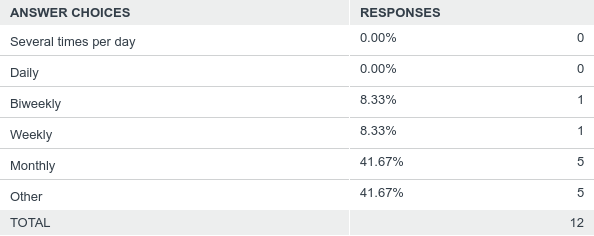 ANSWER CHOICES RESPONSES
Several times per day 0.00% 0
Daily 0.00% 0
Biweekly 8.33% 1
Weekly 8.33% 1
Monthly 41.67% 5
Other 41.67% 5
TOTAL 12